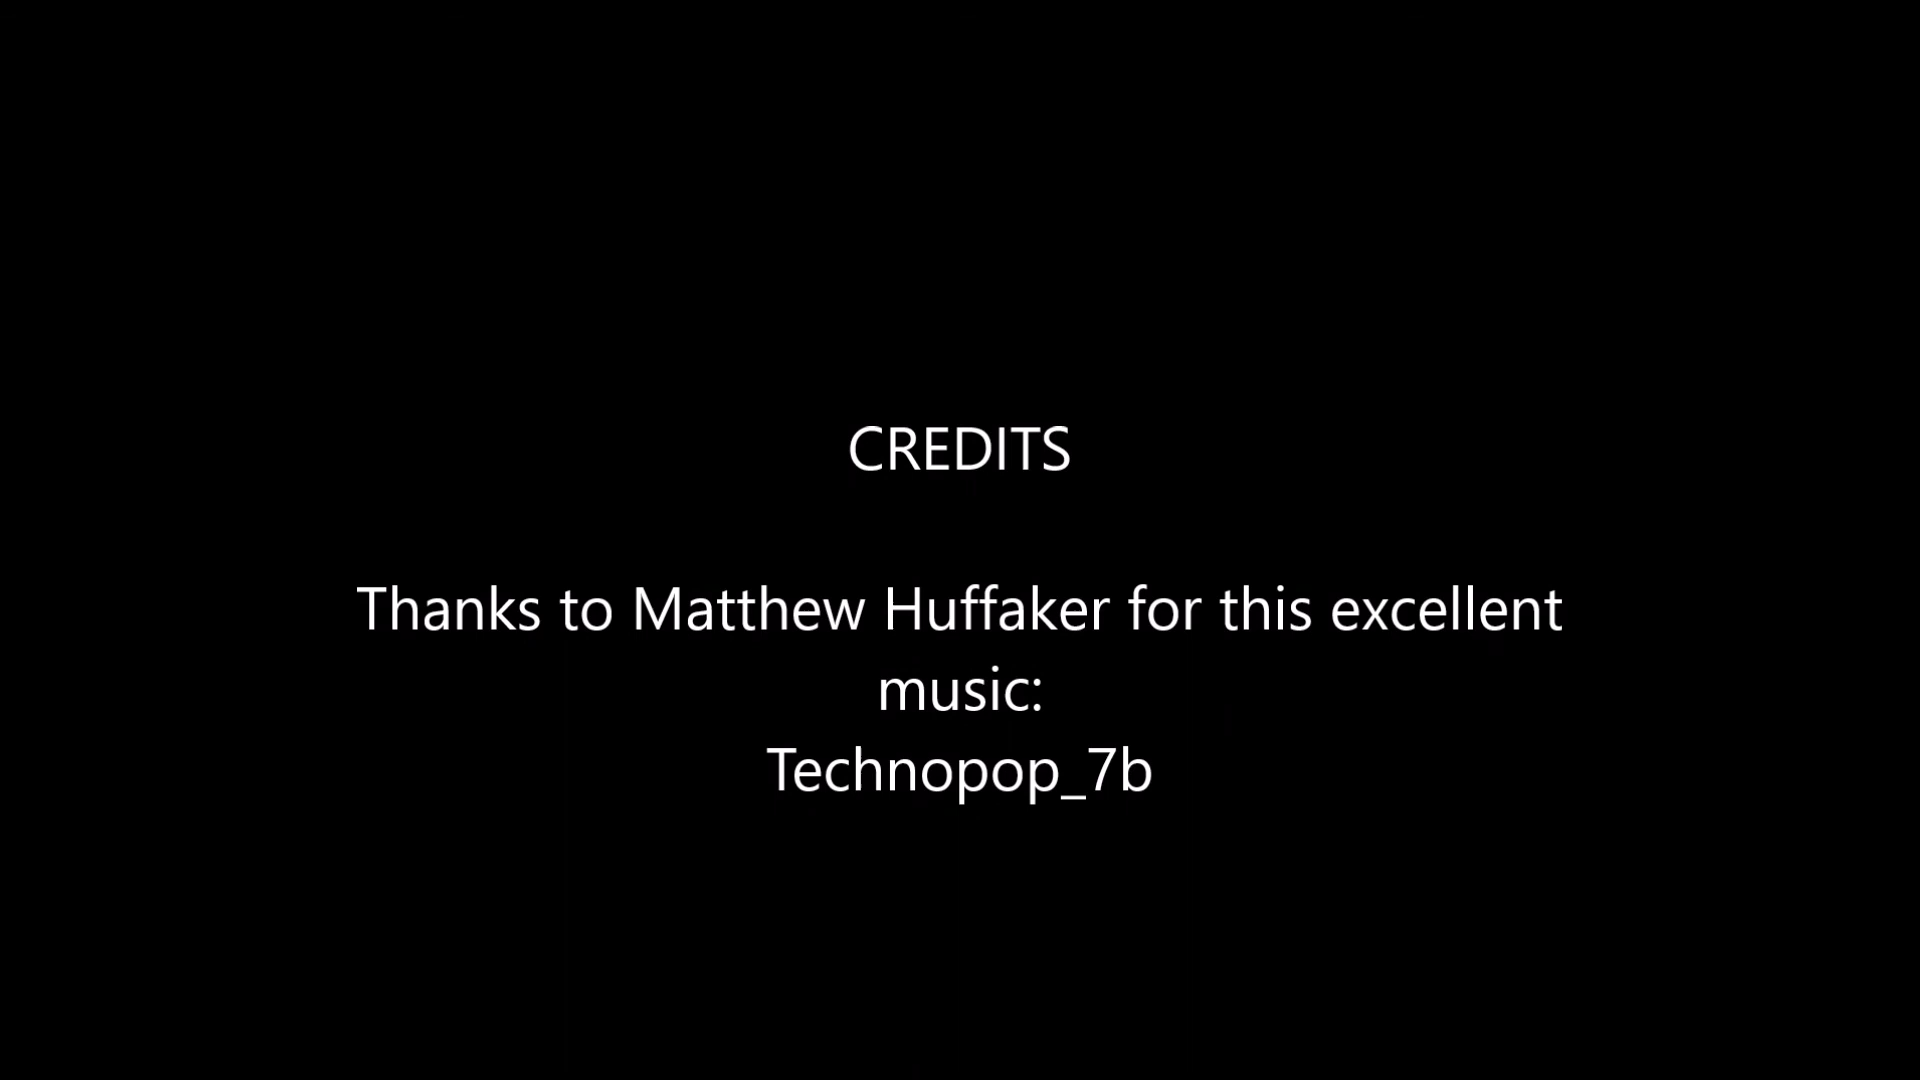 CREDITS
Thanks to Matthew Huffaker for this excellent
music:
Technopop_7b